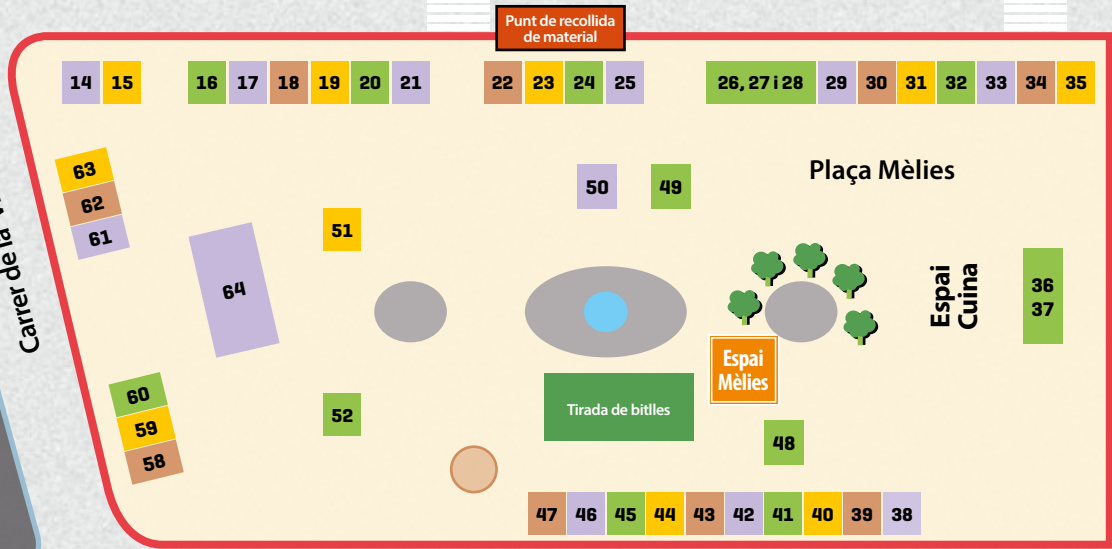 Punt de recollida
de material
14 15 16 17 18 19 20 21 22 23 24 25 26, 27 i 28 29 30 31 32 33 34 35
63
62
61
50 49
Plaça Mèlies
51
64
Carrer de la
Espai
Cuina
36
37
Espai
Mèlies
Tirada de bitlles
60
59
58
52
48
47 46 45 44 43 42 41 40 39 38